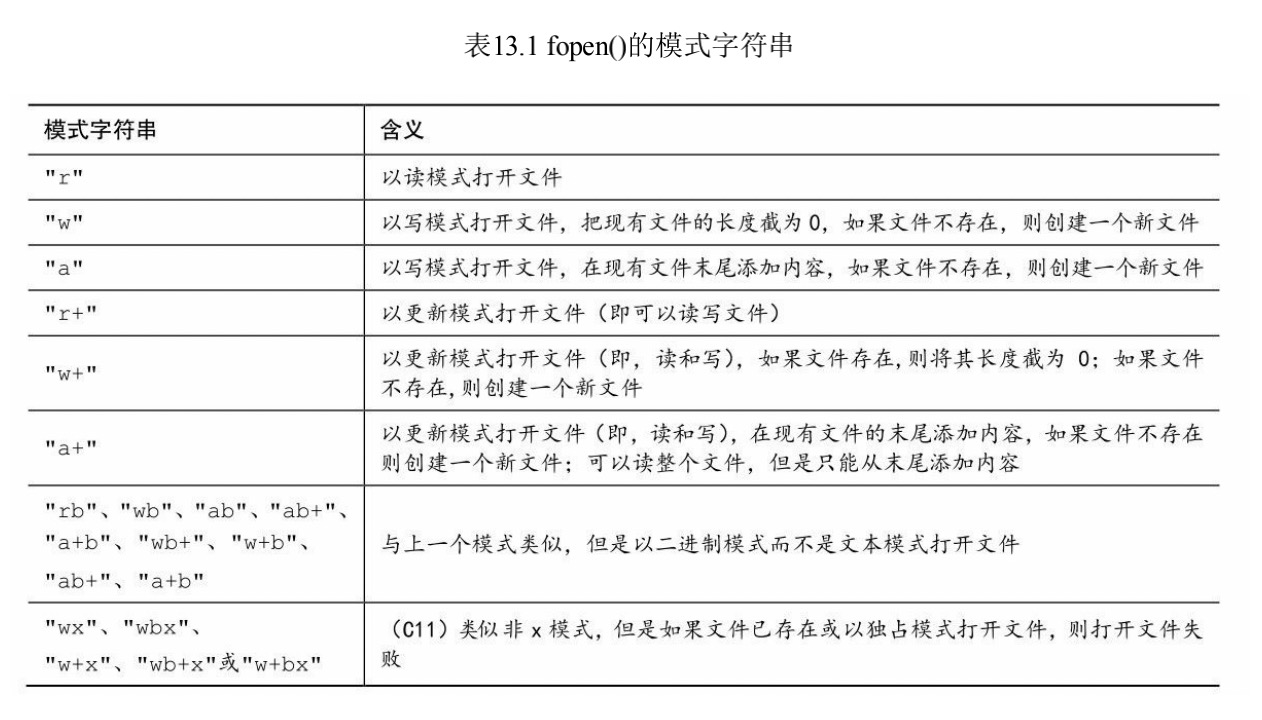 表13.1 fopen()的模式字符串
模式字符串
含义
"r"
以读模式打开文件
"w"
以写模式打开文件，把现有文件的长度截为 0，如果文件不存在，则创建一个新文件
"a"
以写模式打开文件，在现有文件末尾添加内容，如果文件不存在，则创建一个新文件
"r+"
以更新模式打开文件（即可以读写文件）
"w+"
以更新模式打开文件（即，读和写），如果文件存在,则将其长度截为 0；如果文件
不存在,则创建一个新文件
"a+"
以更新模式打开文件（即，读和写），在现有文件的末尾添加内容，如果文件不存在
则创建一个新文件；可以读整个文件，但是只能从末尾添加内容
"rb"、"wb"、"ab"、"ab+"、
"a+b"、"wb+"、"w+b"、
"ab+"、"a+b"
与上一个模式类似，但是以二进制模式而不是文本模式打开文件
"wx"、"wbx"、
"w+x"、"wb+x"或"w+bx"
（C11）类似非 x 模式，但是如果文件已存在或以独占模式打开文件，则打开文件失
败